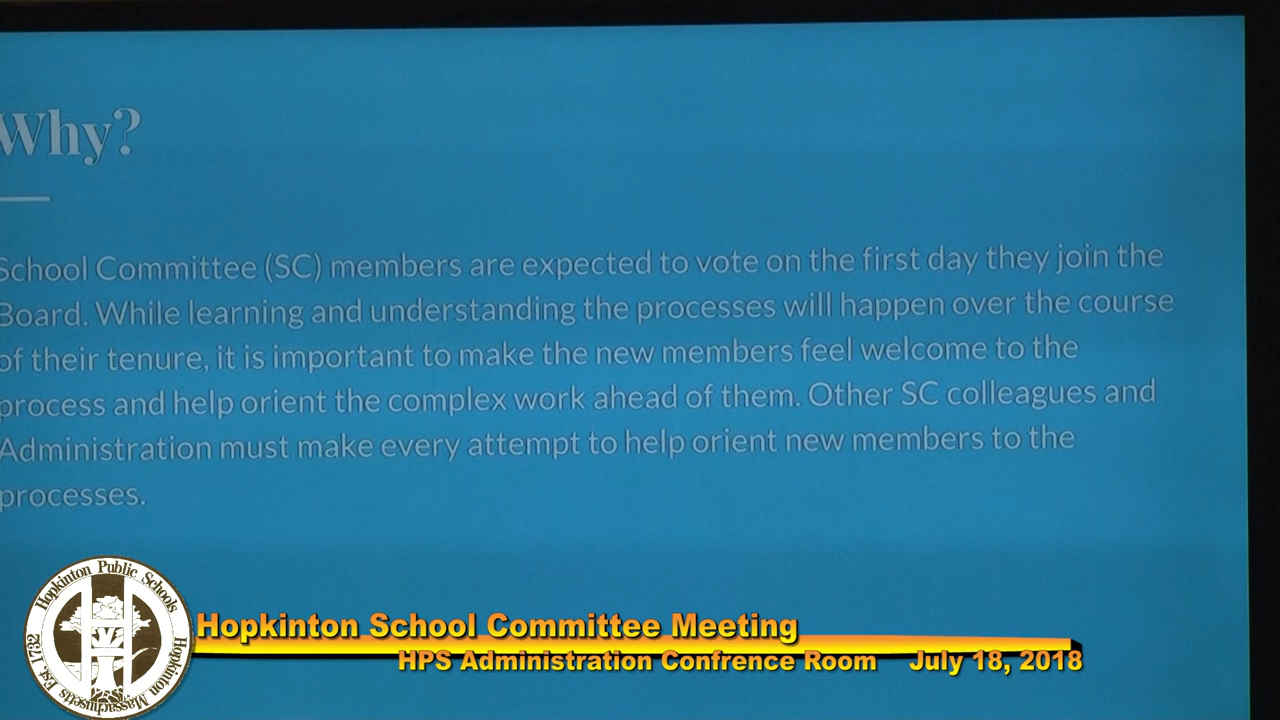 Why?
School Committee (SC) members are expected to vote on the first day they join the
Board. While learning and understanding the processes will happen over the course
of their tenure, it is important to make the new members feel welcome to the
process and help orient the complex work ahead of them. Other SC colleagues and
Administration must make every attempt to help orient new members to the
processes.
Hopkinton Public Schools
Hopkinton Massachusetts Est. 1732
Hopkinton School Committee Meeting
HPS Administration Confrence Room July 18, 2018